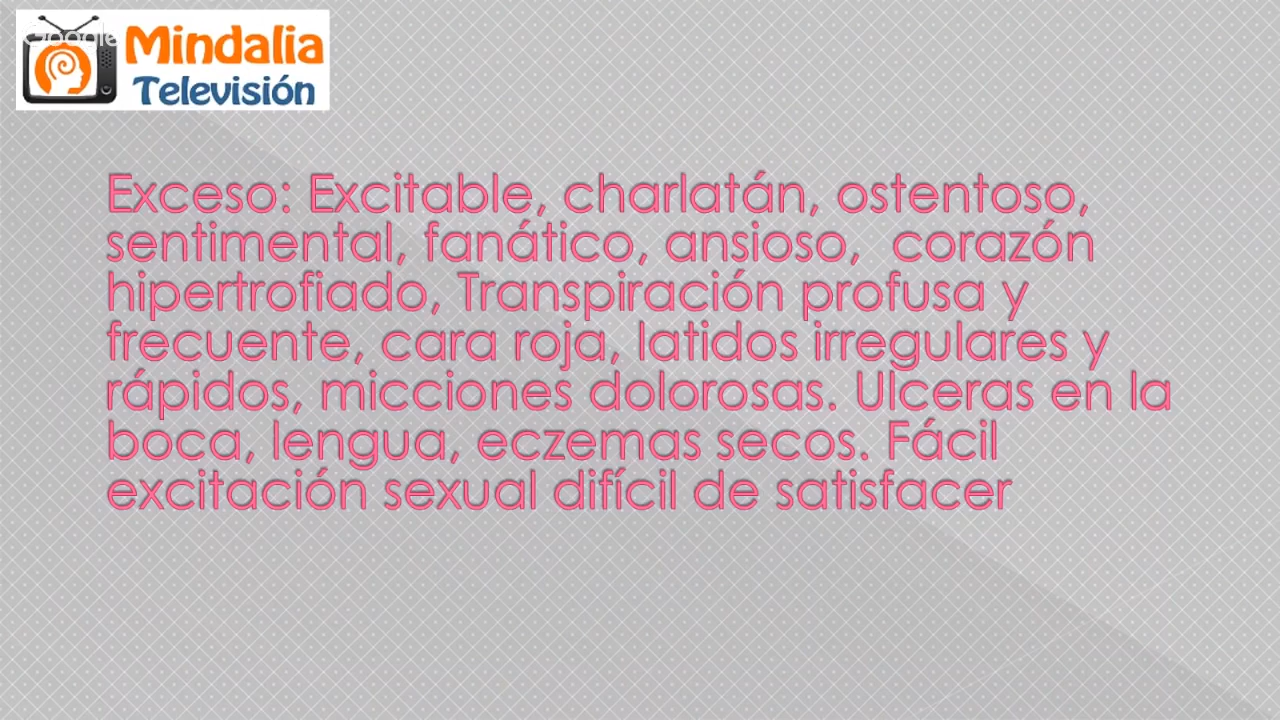 Google
Mindalia
Televisión
Exceso: Excitable, charlatán, ostentoso,
sentimental, fanático, ansioso,  corazón
hipertrofiado, Transpiración profusa y
frecuente, cara roja, latidos irregulares y
rápidos, micciones dolorosas. Ulceras en la
boca, lengua, eczemas secos. Fácil
excitación sexual difícil de satisfacer